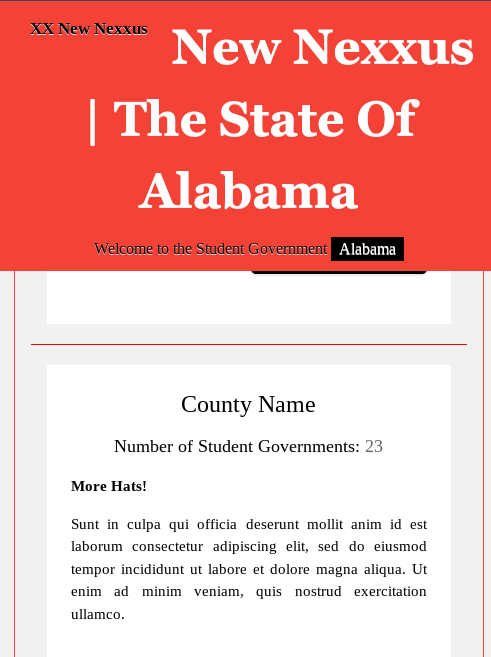 XX New Nexxus
New Nexxus
| The State Of
Alabama
Welcome to the Student Government Alabama
County Name
Number of Student Governments: 23
More Hats!
Sunt in culpa qui officia deserunt mollit anim id est
laborum consectetur adipiscing elit, sed do eiusmod
tempor incididunt ut labore et dolore magna aliqua. Ut
enim ad minim veniam, quis nostrud exercitation
ullamco.